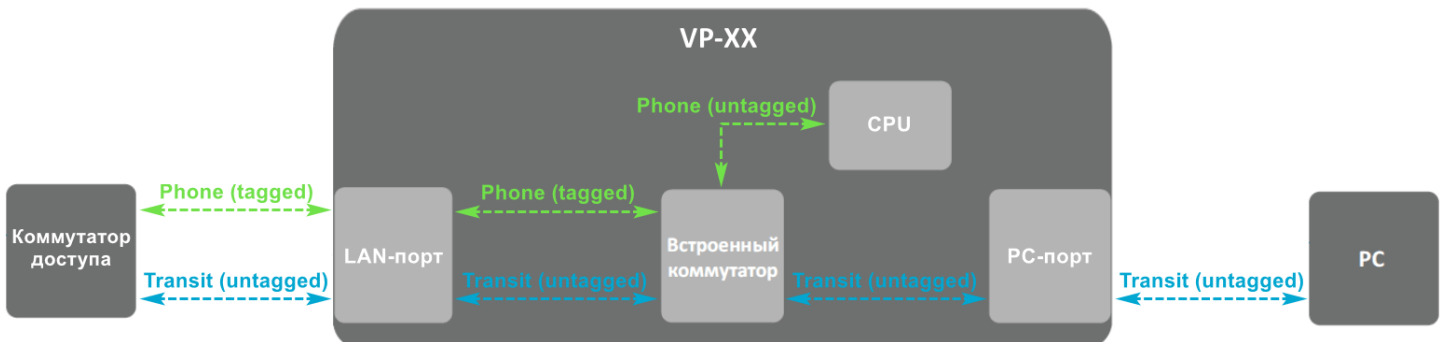 VP-XX
Phone (untagged)
CPU
Phone (tagged)
Phone (tagged)
Коммутатор
доступа
LAN-порт
Встроенный
коммутатор
PC-порт
PC
Transit (untagged)
Transit (untagged)
Transit (untagged)
Transit (untagged)